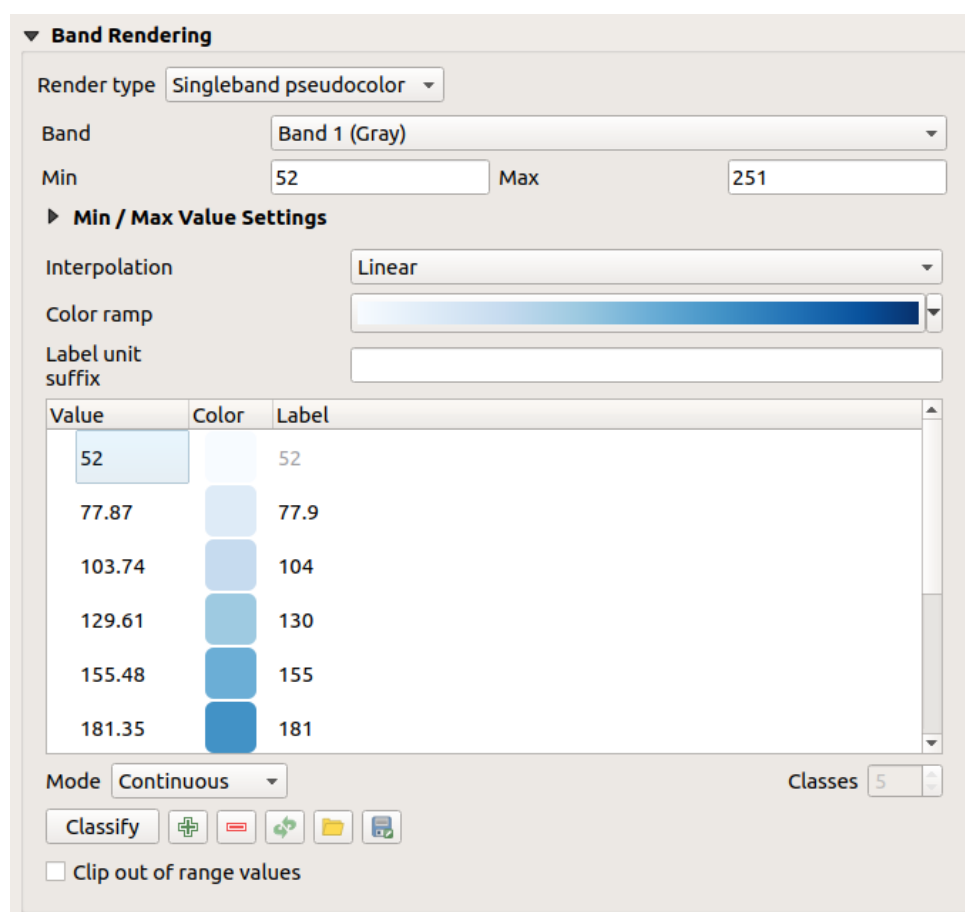 Band Rendering
Render type Singleband pseudocolor
Band Band 1 (Gray)
Min 52 Max 251
Min / Max Value Settings
Interpolation Linear
Color ramp
Label unit
suffix
Value Color Label
52 52
77.87 77.9
103.74 104
129.61 130
155.48 155
181.35 181
Mode Continuous Classes 5
Classify
Clip out of range values